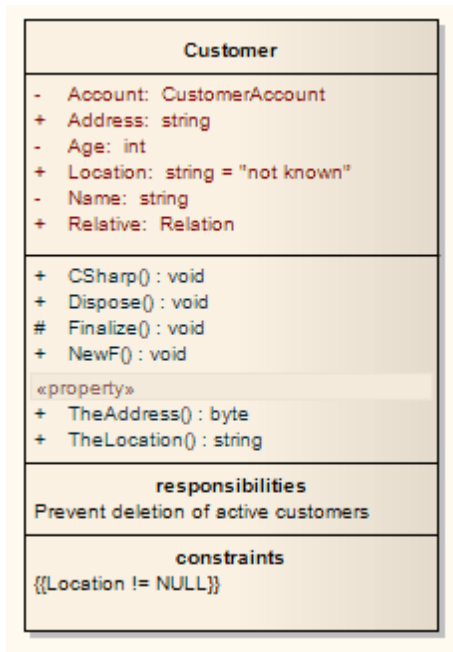 Customer
- Account: CustomerAccount
+ Address: string
- Age: int
+ Location: string = "not known"
- Name: string
+ Relative: Relation
+ CSharp() : void
+ Dispose() : void
# Finalize() : void
+ NewF() : void
«property»
+ TheAddress() : byte
+ TheLocation() : string
responsibilities
Prevent deletion of active customers
constraints
{{Location != NULL}}